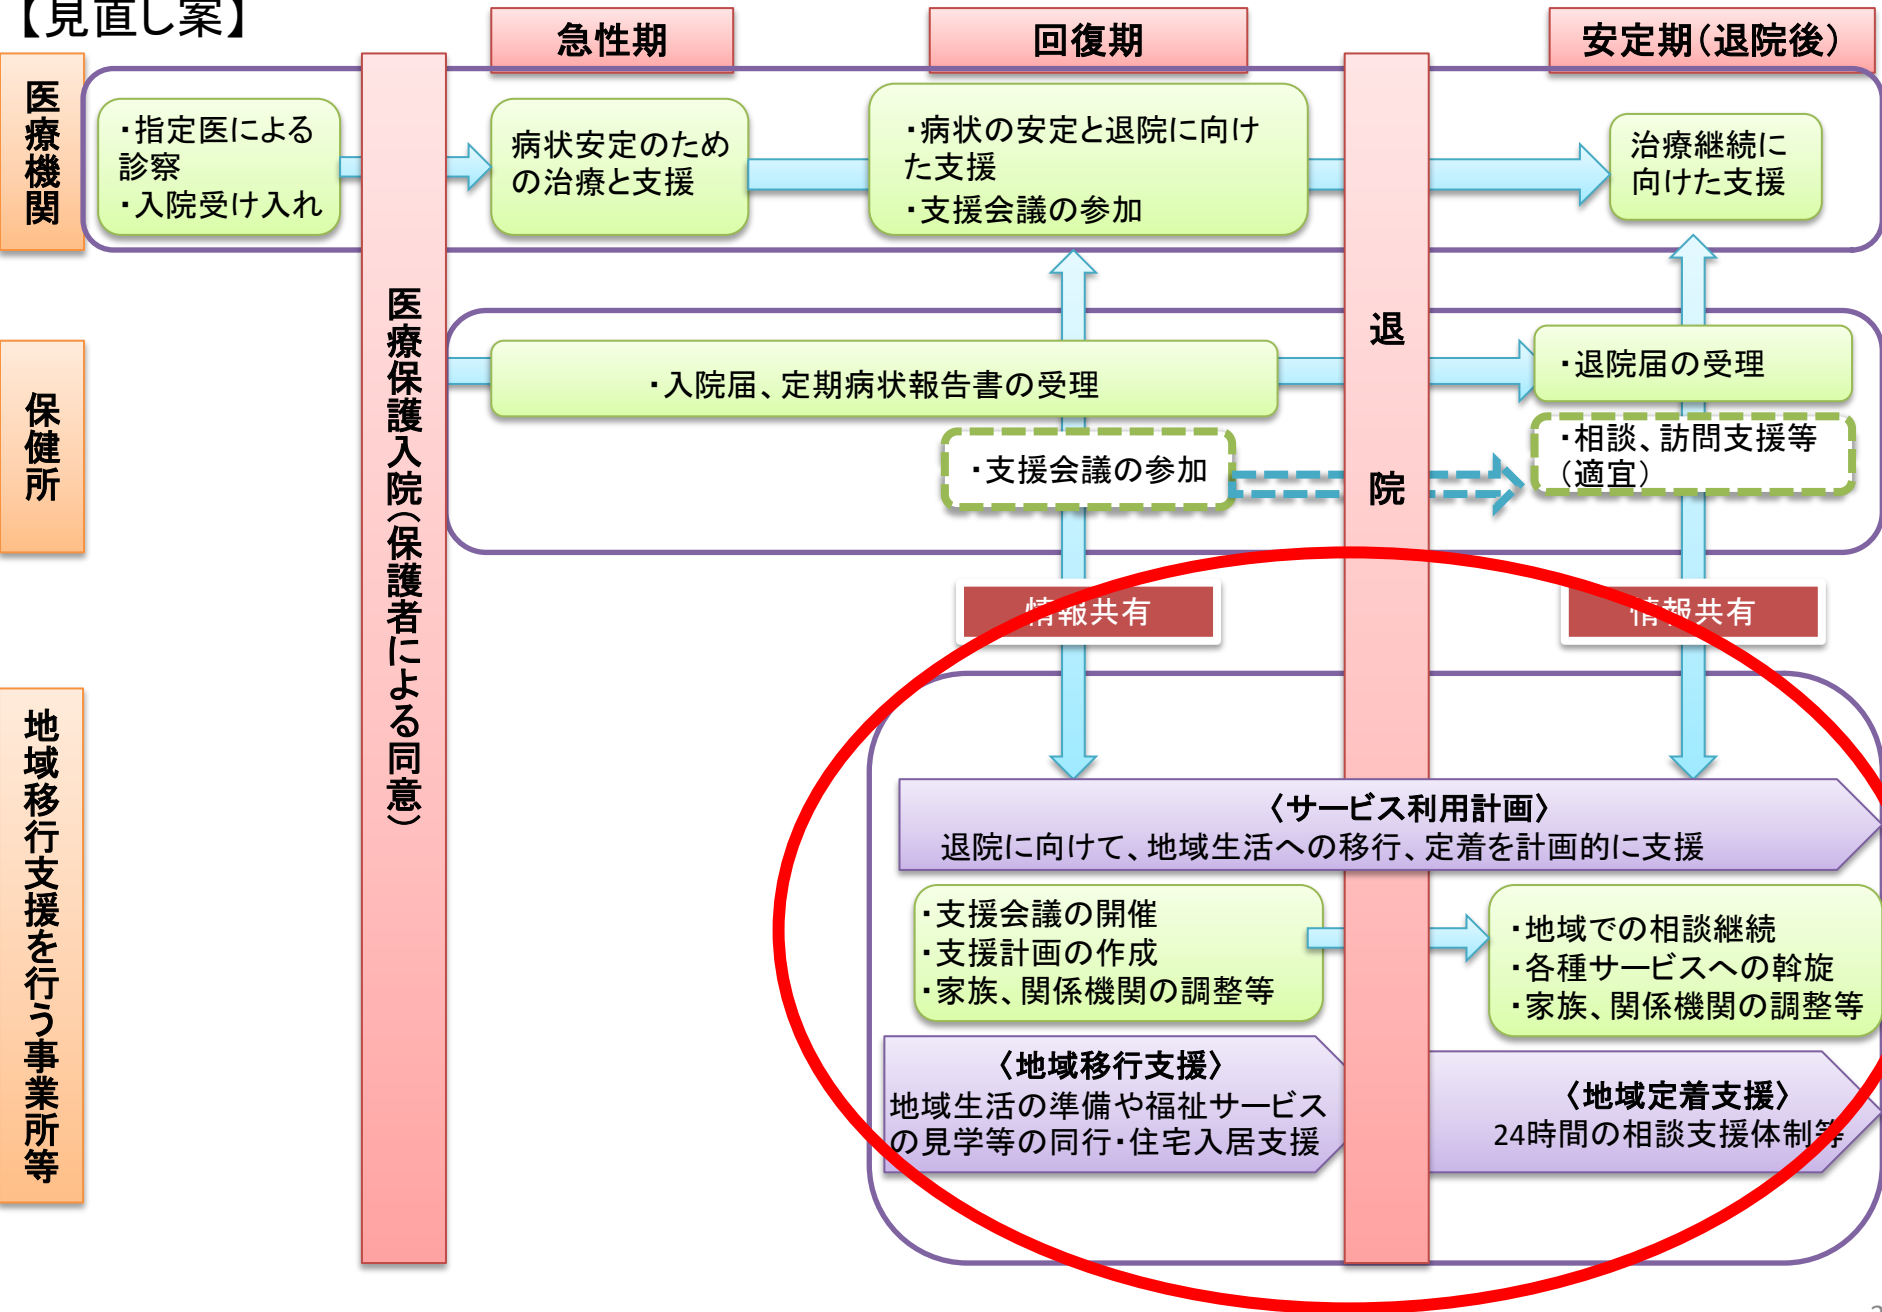 【見直し案】
急性期
回復期
安定期（退院後）
医療機関
・指定医による
診察
・入院受け入れ
病状安定のため
の治療と支援
・病状の安定と退院に向け
た支援
・支援会議の参加
治療継続に
向けた支援
医療保護入院（保護者による同意）
退院
保健所
・入院届、定期病状報告書の受理
・退院届の受理
・支援会議の参加
・相談、訪問支援等
（適宜）
情報共有
情報共有
地域移行支援を行う事業所等
〈サービス利用計画〉
退院に向けて、地域生活への移行、定着を計画的に支援
・支援会議の開催
・支援計画の作成
・家族、関係機関の調整等
・地域での相談継続
・各種サービスへの斡旋
・家族、関係機関の調整等
〈地域移行支援〉
地域生活の準備や福祉サービス
の見学等の同行・住宅入居支援
〈地域定着支援〉
24時間の相談支援体制等